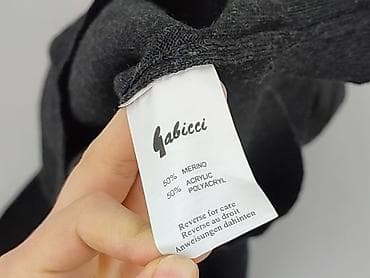 Gabicci
50% MERINO
50% ACRYLIC
POLYACRYL
Reverse for care
Reverse au droit
Anweisungen dahinten